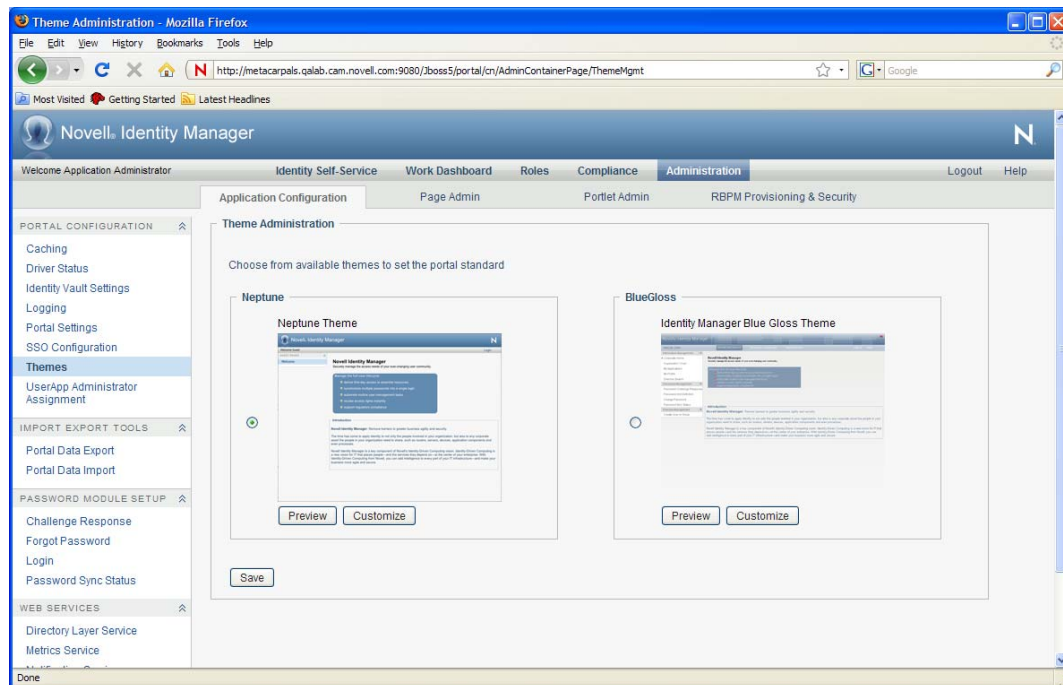 Theme Administration - Mozilla Firefox
File Edit View History Bookmarks Tools Help
http://metacarpals.qalab.cam.novell.com:9080/Jboss5/portal/cn/AdminContainerPage/ThemeMgmt
Google
Most Visited Getting Started Latest Headlines
Novell® Identity Manager
N
Welcome Application Administrator
Identity Self-Service Work Dashboard Roles Compliance Administration Logout Help
Application Configuration Page Admin Portlet Admin RBPM Provisioning & Security
PORTAL CONFIGURATION
Caching
Driver Status
Identity Vault Settings
Logging
Portal Settings
SSO Configuration
Themes
UserApp Administrator
Assignment
IMPORT EXPORT TOOLS
Portal Data Export
Portal Data Import
PASSWORD MODULE SETUP
Challenge Response
Forgot Password
Login
Password Sync Status
WEB SERVICES
Directory Layer Service
Metrics Service
Theme Administration
Choose from available themes to set the portal standard
Neptune
Neptune Theme
Novell Identity Manager
Preview Customize
BlueGloss
Identity Manager Blue Gloss Theme
Preview Customize
Save
Done